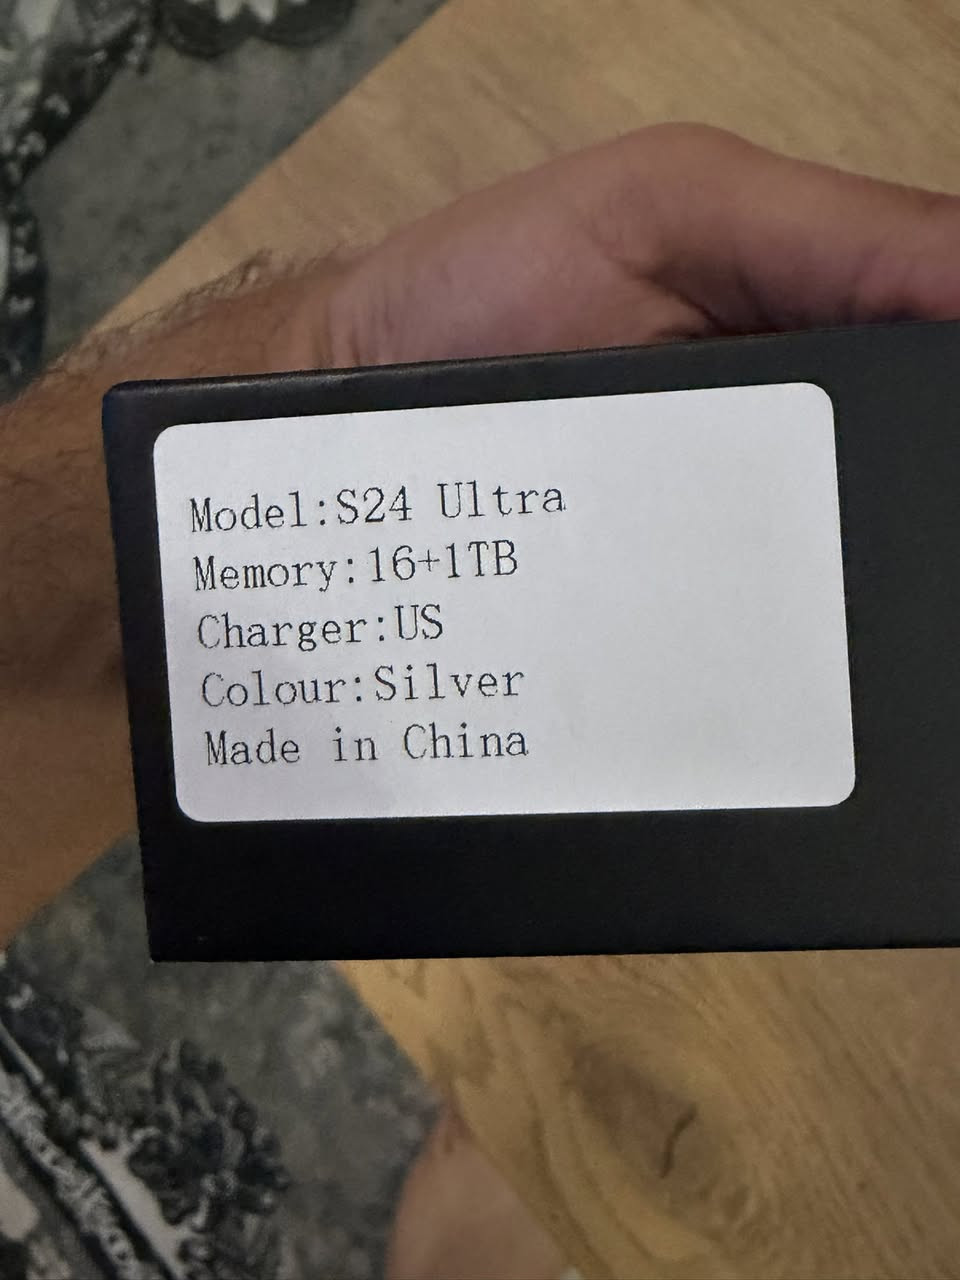 Model:S24 Ultra
Memory:16+1TB
Charger:US
Colour:Silver
Made in China